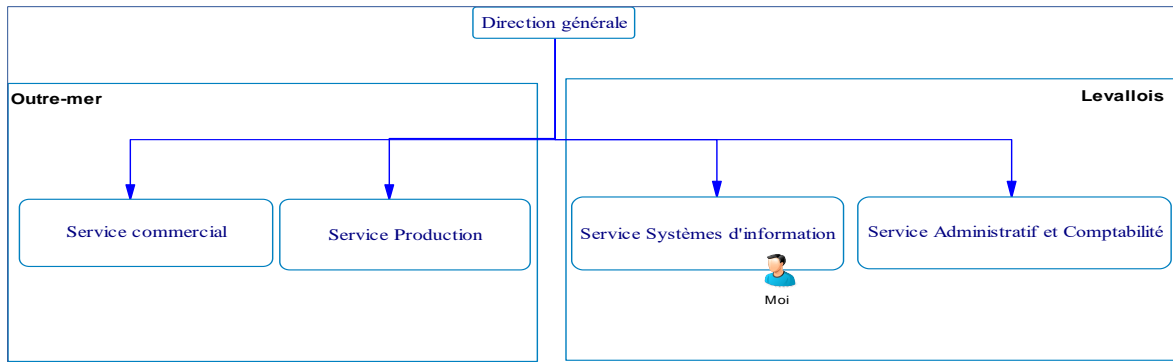 Direction générale
Outre-mer
Levallois
Service commercial
Service Production
Service Systèmes d'information
Service Administratif et Comptabilité
Moi